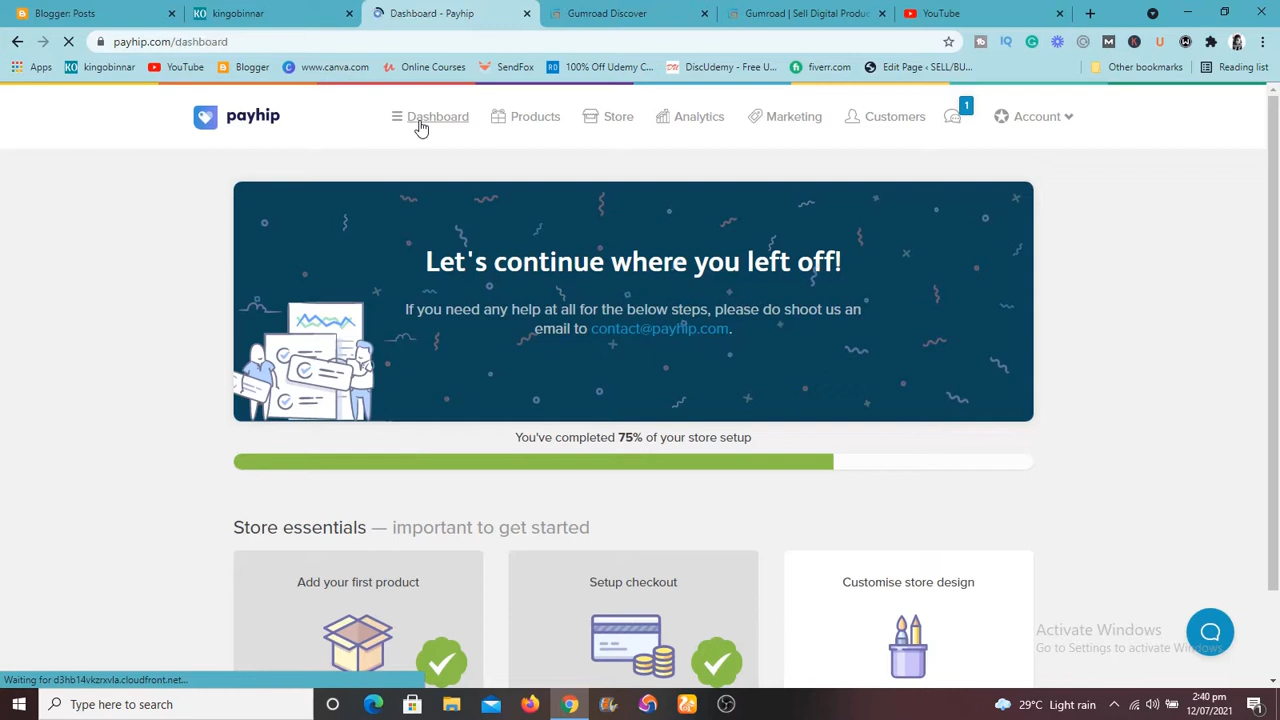 Blogger: Posts
kingobinnar
Dashboard - Payhip
Gumroad Discover
Gumroad | Sell Digital Produc
YouTube
payhip.com/dashboard
Apps
kingobinnar
YouTube
Blogger
www.canva.com
Online Courses
SendFox
100% Off Udemy C...
DiscUdemy - Free U...
fiverr.com
Edit Page ‹ SELL/BU...
Other bookmarks
Reading list
payhip
Dashboard
Products
Store
Analytics
Marketing
Customers
1
Account
Let's continue where you left off!
If you need any help at all for the below steps, please do shoot us an
email to contact@payhip.com.
You've completed 75% of your store setup
Store essentials — important to get started
Add your first product
Setup checkout
Customise store design
Activate Windows
Go to Settings to activate Windows.
Waiting for d3hb14vkzrxvla.cloudfront.net...
Type here to search
29°C Light rain
2:40 pm
12/07/2021
1